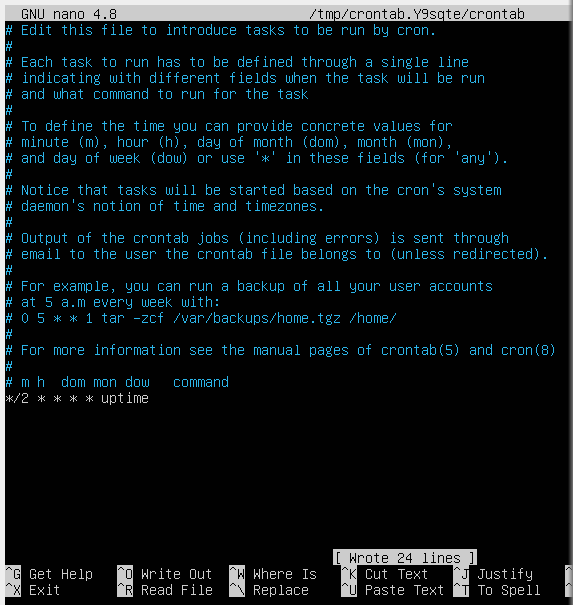 GNU nano 4.8 /tmp/crontab.Y9sqte/crontab
# Edit this file to introduce tasks to be run by cron.
#
# Each task to run has to be defined through a single line
# indicating with different fields when the task will be run
# and what command to run for the task
#
# To define the time you can provide concrete values for
# minute (m), hour (h), day of month (dom), month (mon),
# and day of week (dow) or use '*' in these fields (for 'any').
#
# Notice that tasks will be started based on the cron's system
# daemon's notion of time and timezones.
#
# Output of the crontab jobs (including errors) is sent through
# email to the user the crontab file belongs to (unless redirected).
#
# For example, you can run a backup of all your user accounts
# at 5 a.m every week with:
# 0 5 * * 1 tar -zcf /var/backups/home.tgz /home/
#
# For more information see the manual pages of crontab(5) and cron(8)
#
# m h  dom mon dow   command
*/2 * * * * uptime
[ Wrote 24 lines ]
^G Get Help ^O Write Out ^W Where Is ^K Cut Text ^J Justify ^
^X Exit ^R Read File ^\ Replace ^U Paste Text ^T To Spell ^